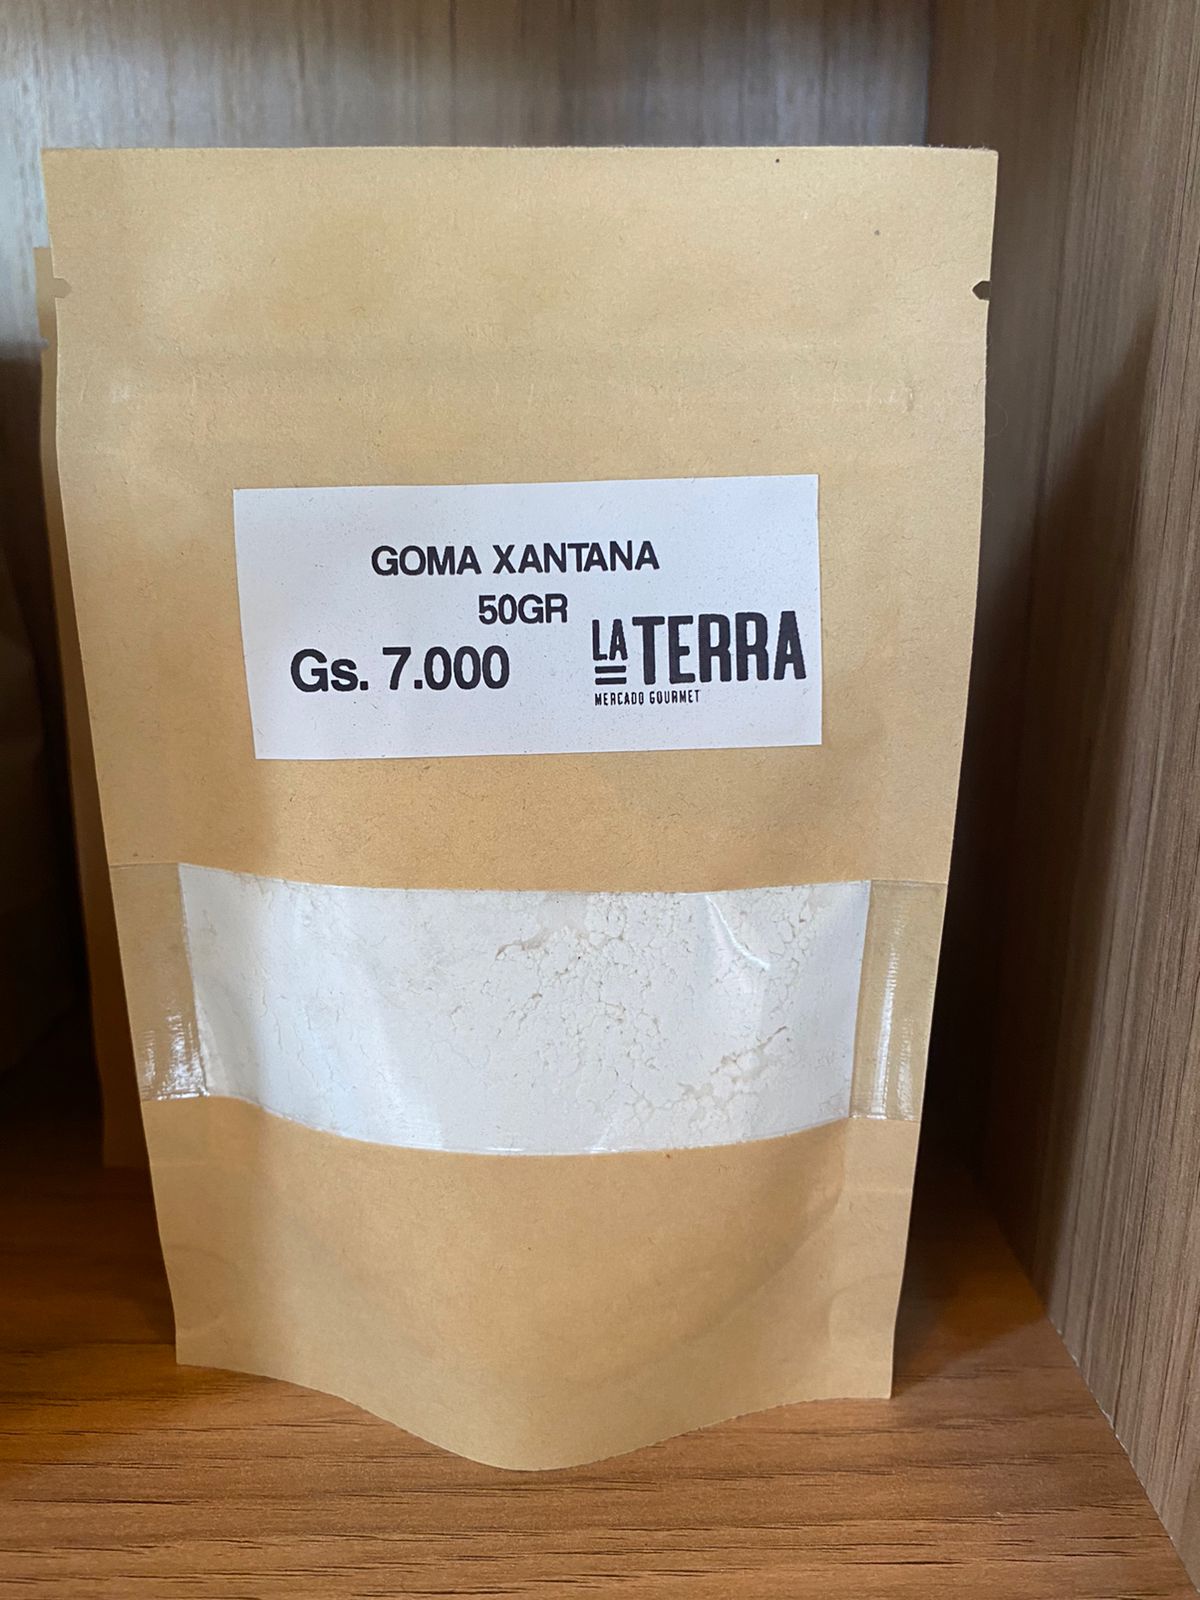 GOMA XANTANA
50GR
Gs. 7.000
LA TERRA
MERCADO GOURMET